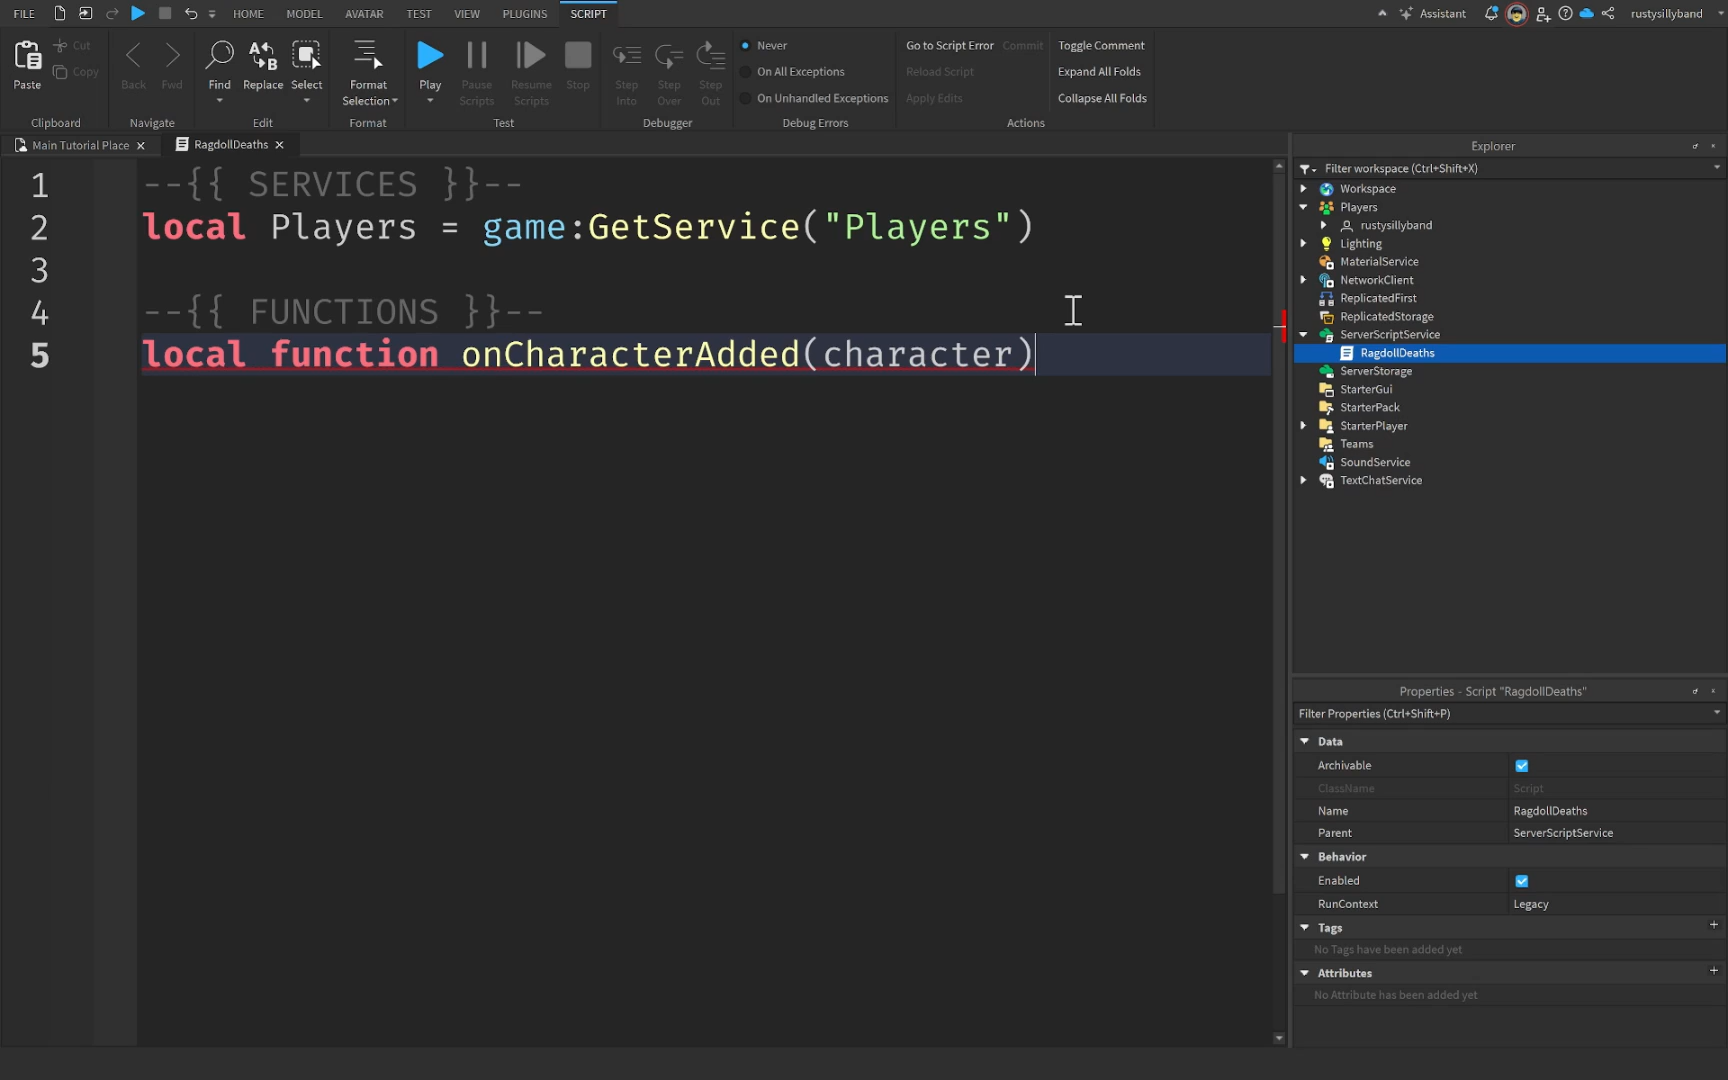 FILE HOME MODEL AVATAR TEST VIEW PLUGINS SCRIPT Assistant rustysillyband
Paste Cut Copy
Clipboard
Back Fwd
Navigate
Find Replace Select
Edit
Format Selection
Format
Play Pause Scripts Resume Scripts Stop
Test
Step Into Step Over Step Out
Debugger
Never
On All Exceptions
On Unhandled Exceptions
Debug Errors
Go to Script Error Commit Toggle Comment
Reload Script Expand All Folds
Apply Edits Collapse All Folds
Actions
Main Tutorial Place RagdollDeaths
1 --{{ SERVICES }}--
2 local Players = game:GetService("Players")
3
4 --{{ FUNCTIONS }}--
5 local function onCharacterAdded(character)
Explorer
Filter workspace (Ctrl+Shift+X)
Workspace
Players
rustysillyband
Lighting
MaterialService
NetworkClient
ReplicatedFirst
ReplicatedStorage
ServerScriptService
RagdollDeaths
ServerStorage
StarterGui
StarterPack
StarterPlayer
Teams
SoundService
TextChatService
Properties - Script "RagdollDeaths"
Filter Properties (Ctrl+Shift+P)
Data
Archivable
ClassName Script
Name RagdollDeaths
Parent ServerScriptService
Behavior
Enabled
RunContext Legacy
Tags
No Tags have been added yet
Attributes
No Attribute has been added yet